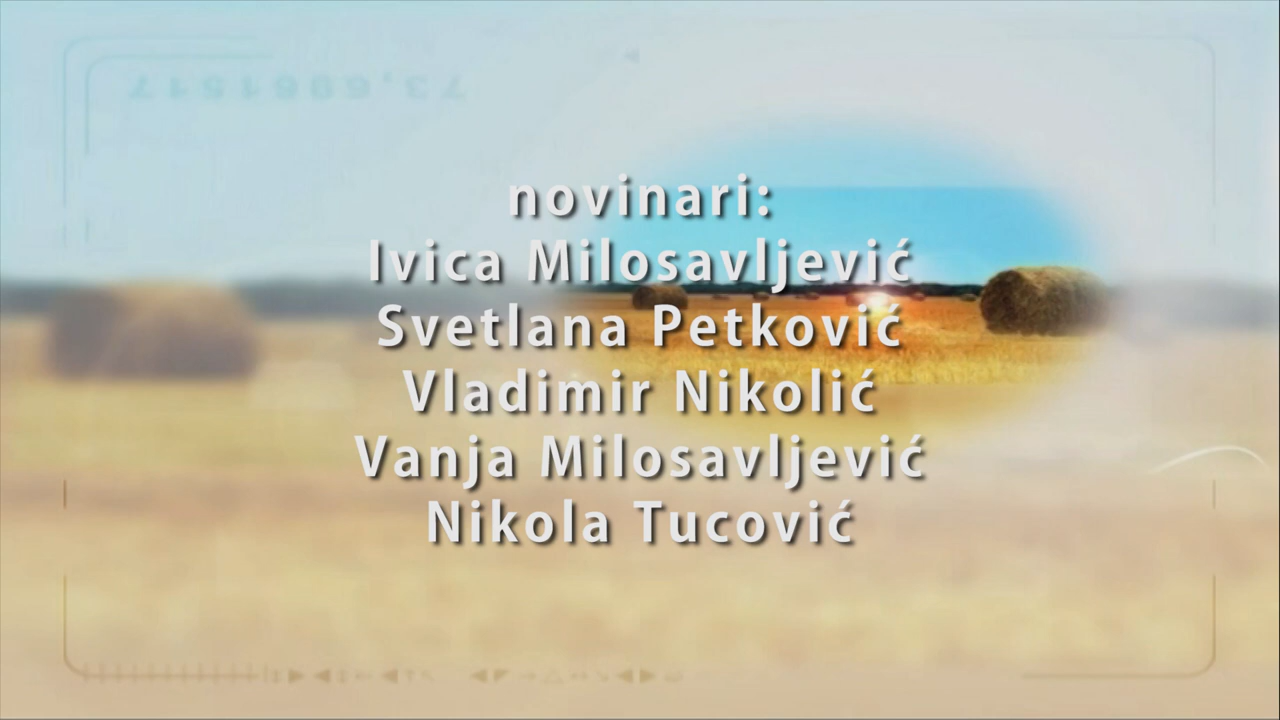 novinari:
Ivica Milosavljević
Svetlana Petković
Vladimir Nikolić
Vanja Milosavljević
Nikola Tucović